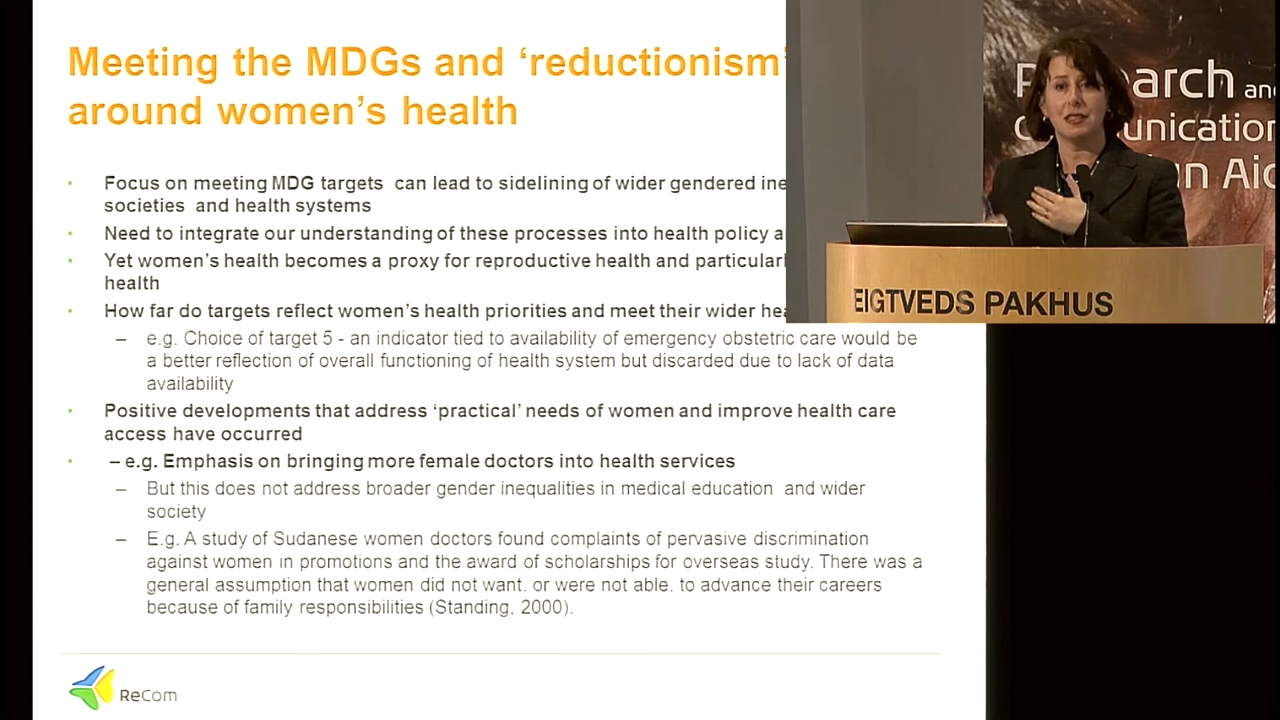 Meeting the MDGs and ‘reductionism’
around women’s health
• Focus on meeting MDG targets can lead to sidelining of wider gendered
societies and health systems
• Need to integrate our understanding of these processes into health policy
• Yet women’s health becomes a proxy for reproductive health and
health
• How far do targets reflect women’s health priorities and meet their wider
– e.g. Choice of target 5 - an indicator tied to availability of emergency obstetric care would be
a better reflection of overall functioning of health system but discarded due to lack of data
availability
• Positive developments that address ‘practical’ needs of women and improve health care
access have occurred
• – e.g. Emphasis on bringing more female doctors into health services
– But this does not address broader gender inequalities in medical education and wider
society
– E.g. A study of Sudanese women doctors found complaints of pervasive discrimination
against women in promotions and the award of scholarships for overseas study. There was a
general assumption that women did not want, or were not able, to advance their careers
because of family responsibilities (Standing, 2000).
ReCom
EIGTVEDS PAKHUS